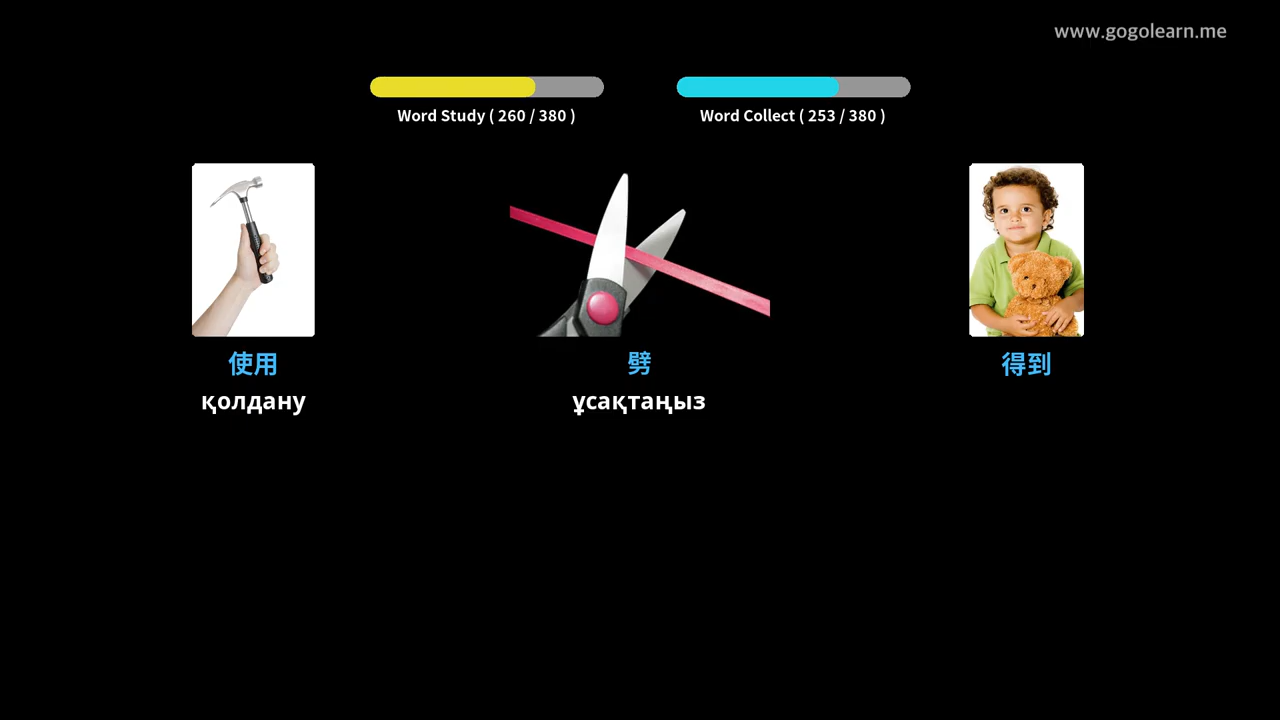 www.gogolearn.me
Word Study ( 260 / 380 )
Word Collect ( 253 / 380 )
使用
劈
得到
қолдану
ұсақтаңыз